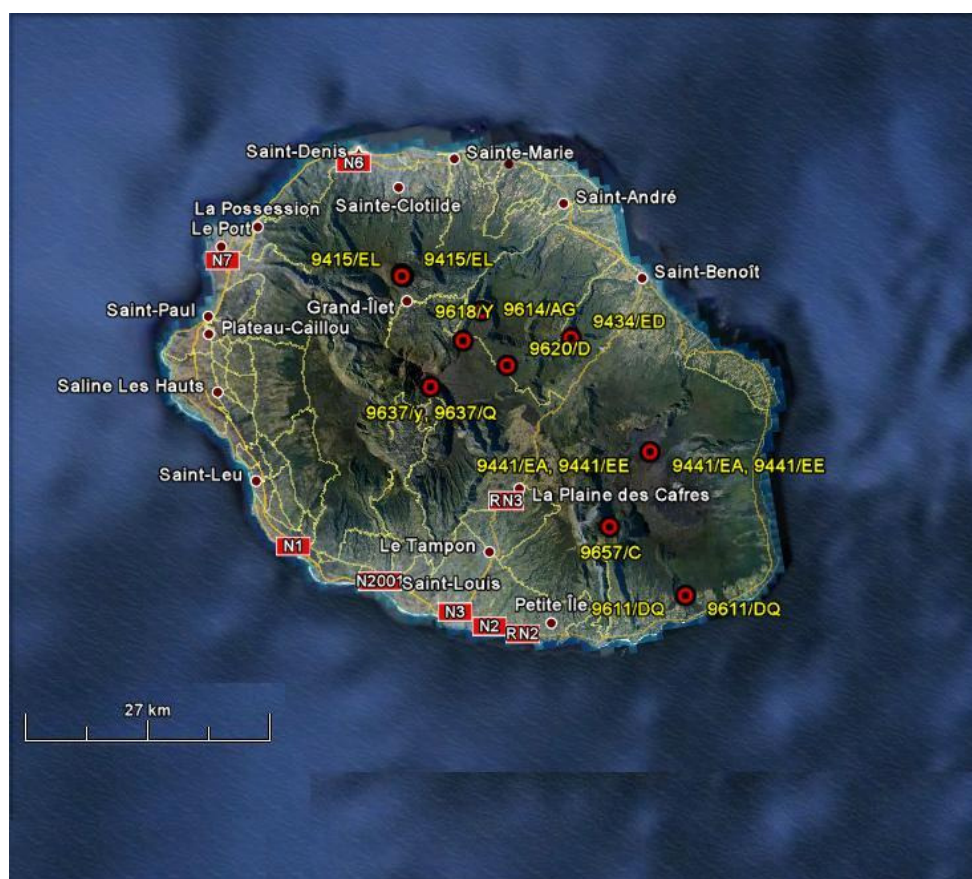 Saint-Denis
N6
Sainte-Marie
Sainte-Clotilde
Saint-André
La Possession
Le Port
N7
9415/EL
9415/EL
Saint-Benoît
Grand-Îlet
Saint-Paul
Plateau-Caillou
9618/Y
9614/AG
9434/ED
9620/D
Saline Les Hauts
9637/y, 9637/Q
9441/EA, 9441/EE
9441/EA, 9441/EE
Saint-Leu
La Plaine des Cafres
RN3
N1
Le Tampon
9657/C
N2001
Saint-Louis
N3
Petite Île
9611/DQ
9611/DQ
N2
RN2
27 km